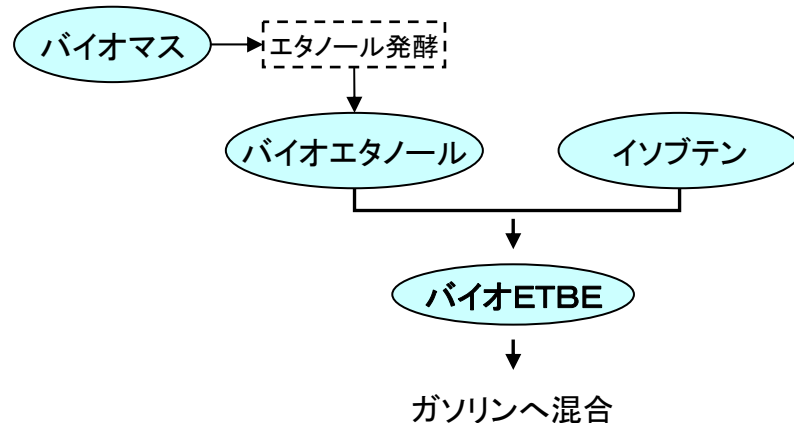 バイオマス
エタノール発酵
バイオエタノール
イソブテン
バイオETBE
ガソリンへ混合